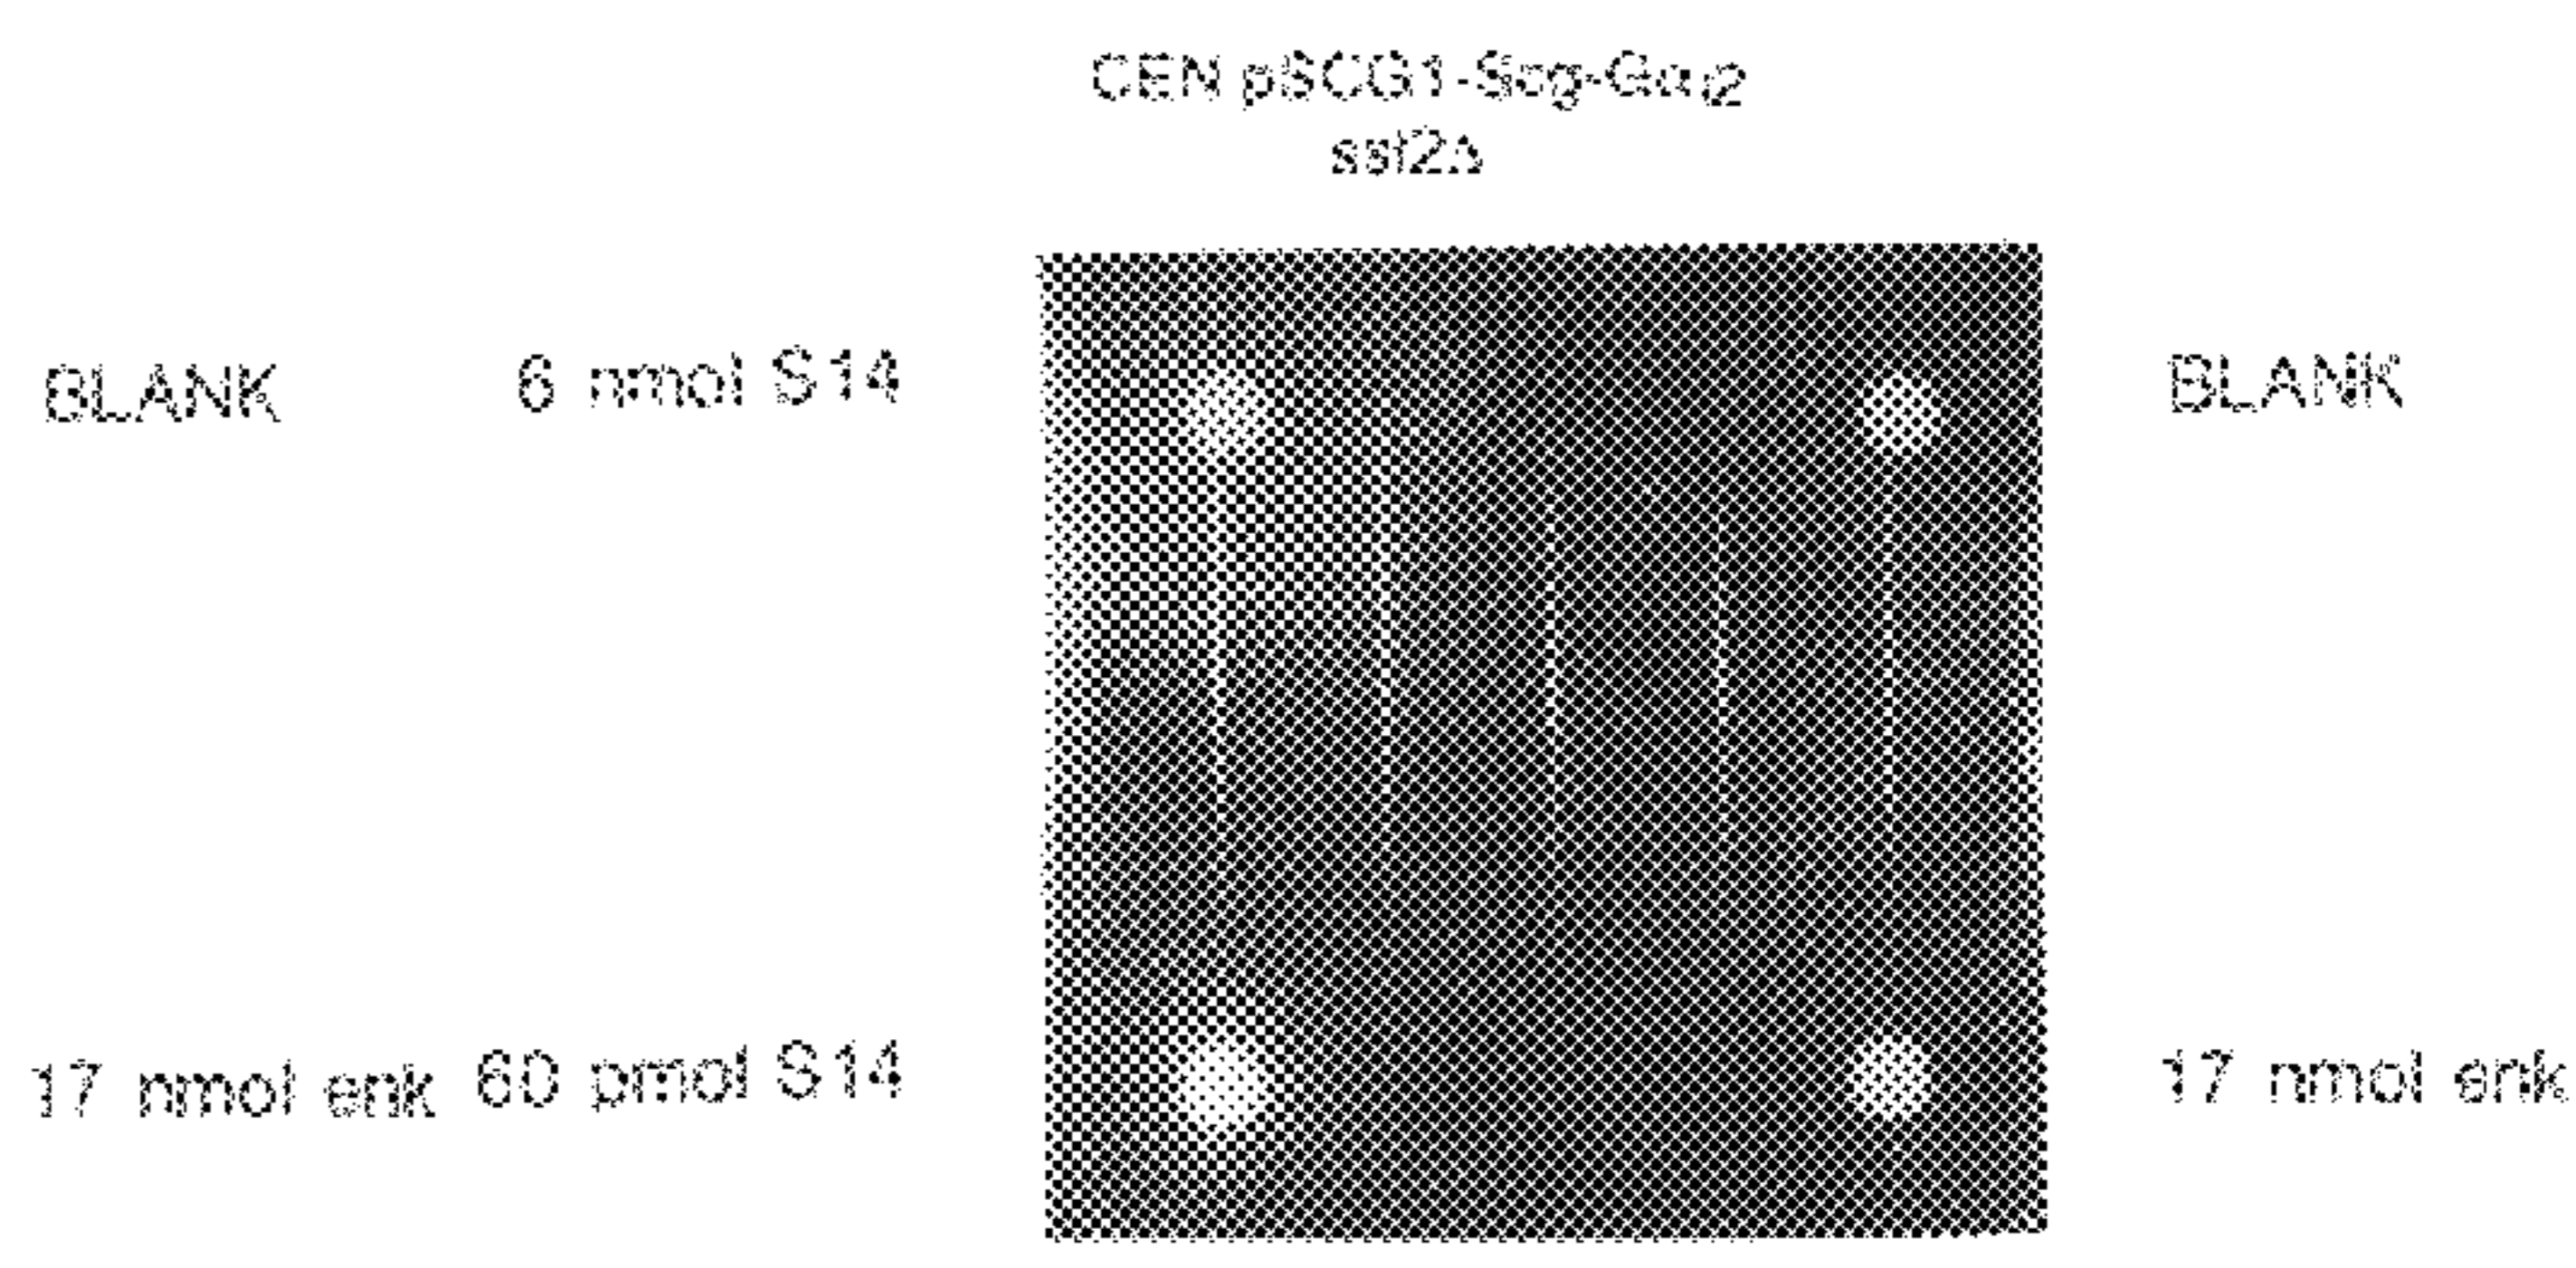 CEN pSCG1-Scg-Gαi2
sst2Δ
BLANK 6 nmol S14 BLANK
17 nmol enk 60 pmol S14 17 nmol enk